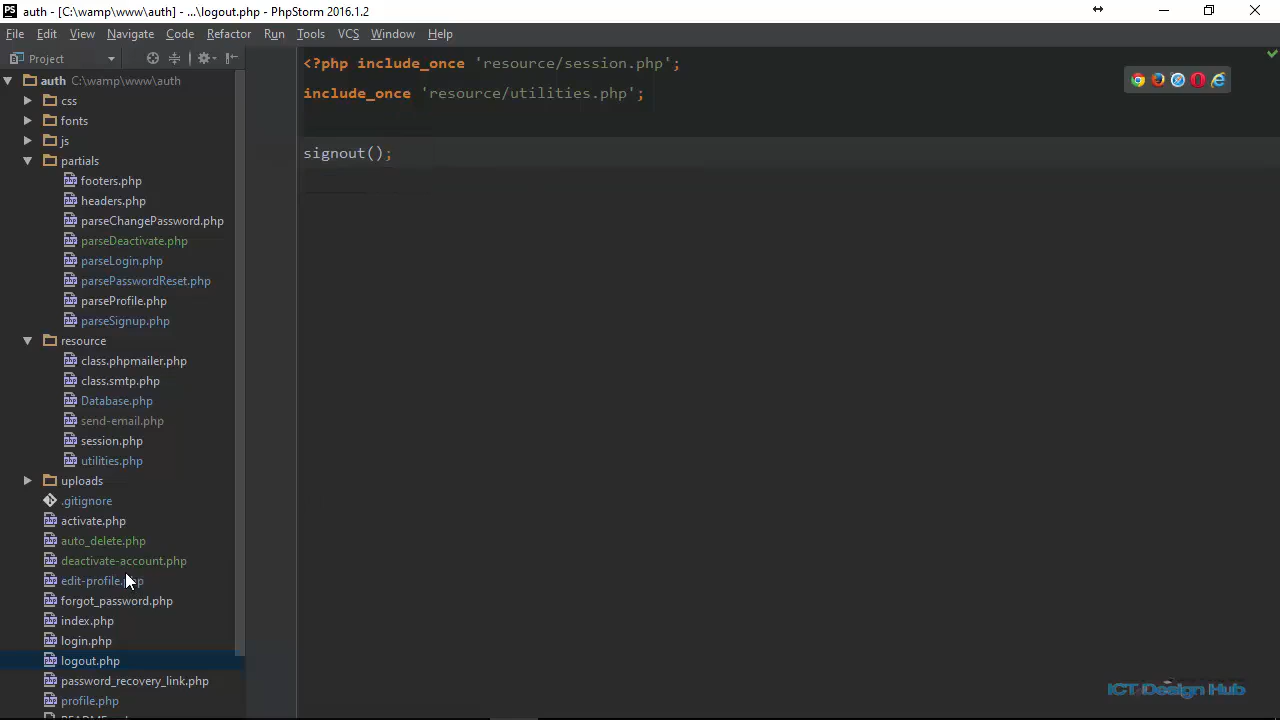 auth - [C:\wamp\www\auth] - ...\logout.php - PhpStorm 2016.1.2
File Edit View Navigate Code Refactor Run Tools VCS Window Help
Project
auth C:\wamp\www\auth
css
fonts
js
partials
footers.php
headers.php
parseChangePassword.php
parseDeactivate.php
parseLogin.php
parsePasswordReset.php
parseProfile.php
parseSignup.php
resource
class.phpmailer.php
class.smtp.php
Database.php
send-email.php
session.php
utilities.php
uploads
.gitignore
activate.php
auto_delete.php
deactivate-account.php
edit-profile.php
forgot_password.php
index.php
login.php
logout.php
password_recovery_link.php
profile.php
<?php include_once 'resource/session.php';
include_once 'resource/utilities.php';
signout();
ICT Design Hub